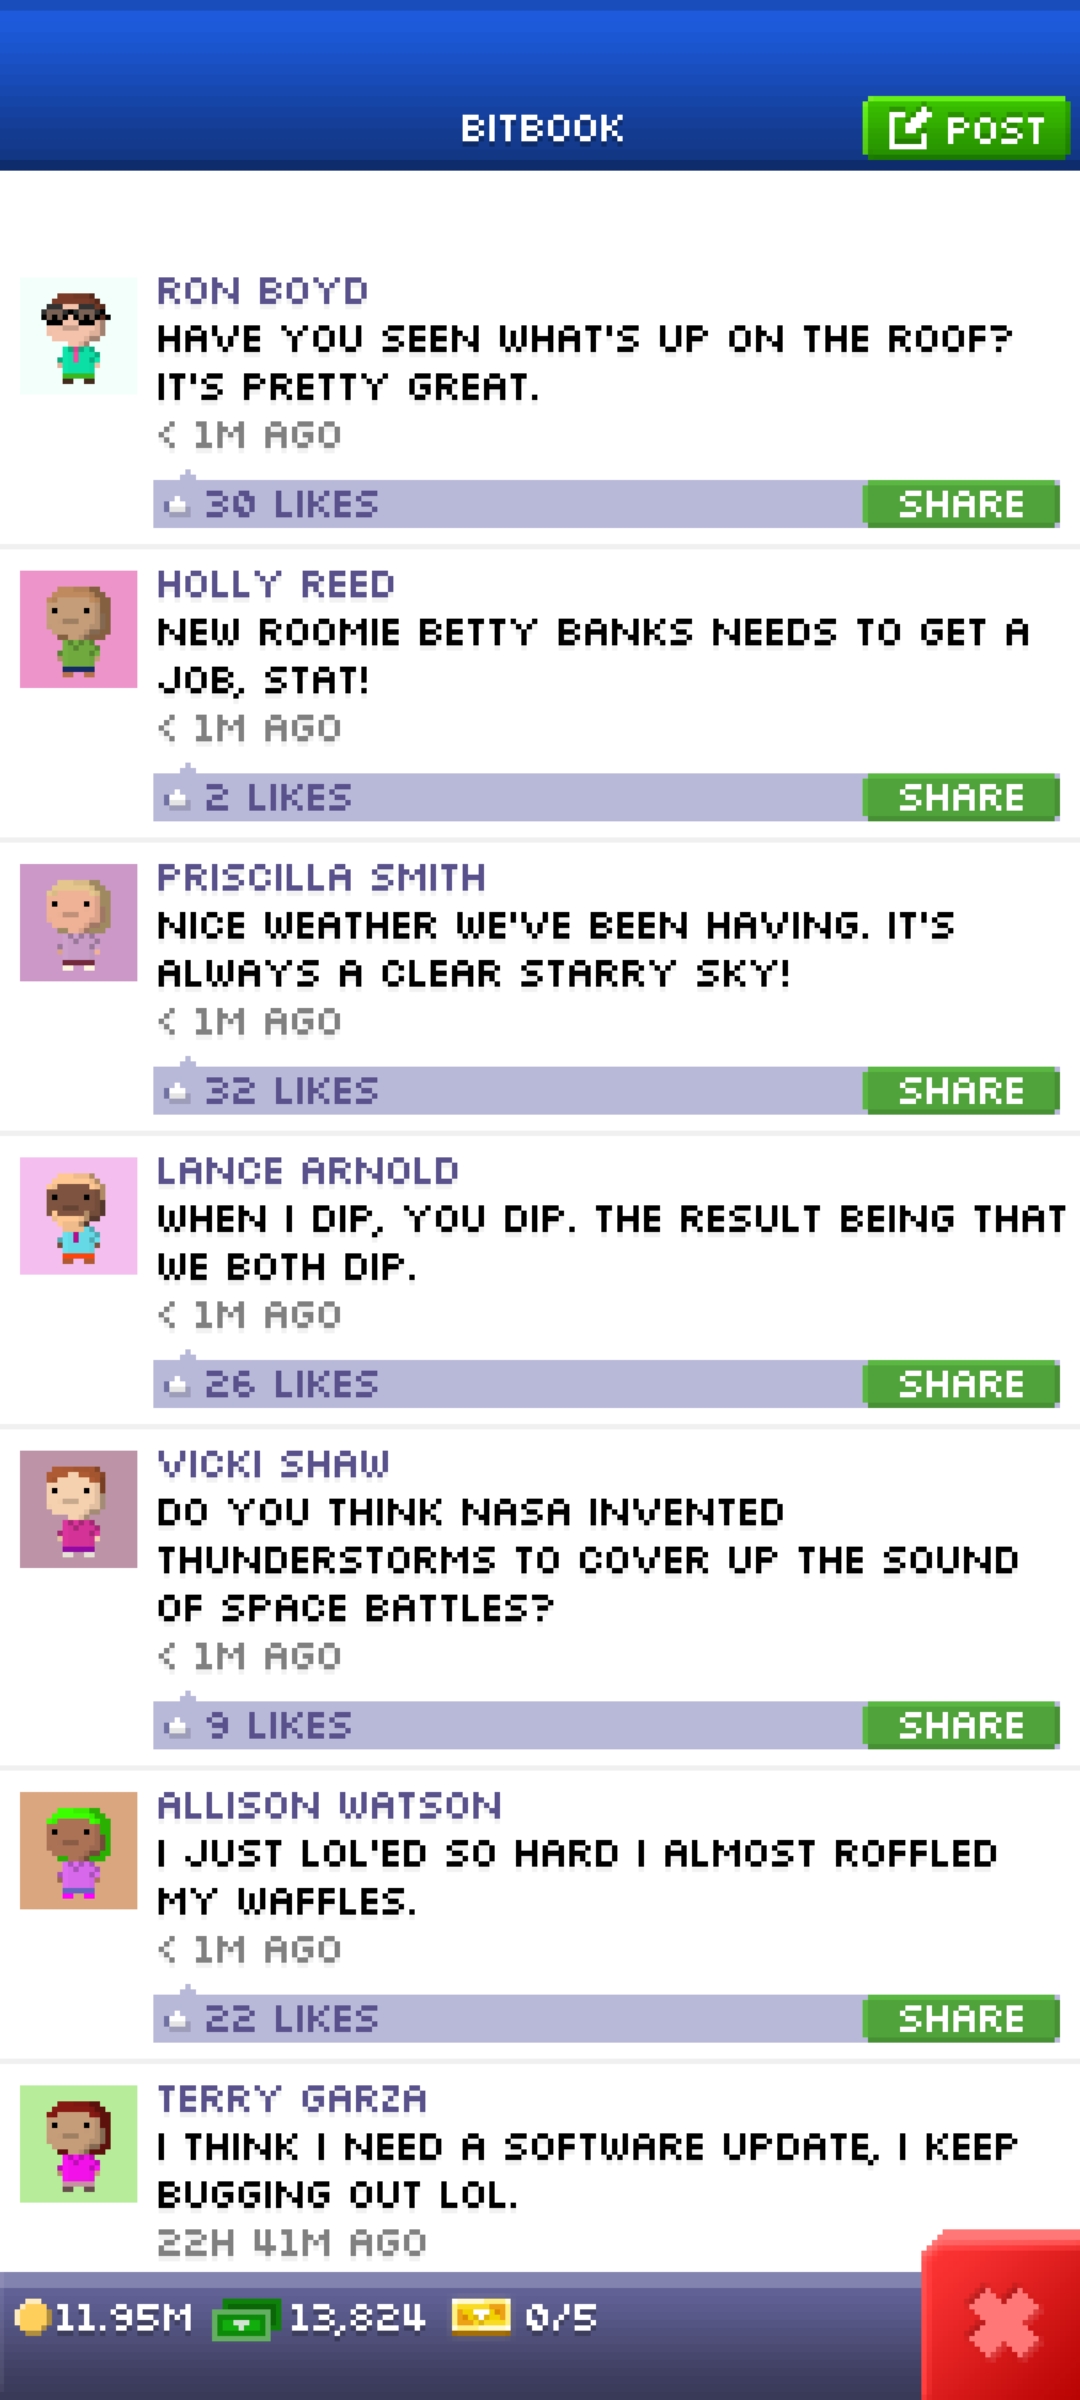 BITBOOK
POST
RON BOYD
HAVE YOU SEEN WHAT'S UP ON THE ROOF?
IT'S PRETTY GREAT.
< 1M AGO
30 LIKES
SHARE
HOLLY REED
NEW ROOMIE BETTY BANKS NEEDS TO GET A
JOB, STAT!
< 1M AGO
2 LIKES
SHARE
PRISCILLA SMITH
NICE WEATHER WE'VE BEEN HAVING. IT'S
ALWAYS A CLEAR STARRY SKY!
< 1M AGO
32 LIKES
SHARE
LANCE ARNOLD
WHEN I DIP, YOU DIP. THE RESULT BEING THAT
WE BOTH DIP.
< 1M AGO
26 LIKES
SHARE
VICKI SHAW
DO YOU THINK NASA INVENTED
THUNDERSTORMS TO COVER UP THE SOUND
OF SPACE BATTLES?
< 1M AGO
9 LIKES
SHARE
ALLISON WATSON
I JUST LOL'ED SO HARD I ALMOST ROFFLED
MY WAFFLES.
< 1M AGO
22 LIKES
SHARE
TERRY GARZA
I THINK I NEED A SOFTWARE UPDATE, I KEEP
BUGGING OUT LOL.
22H 41M AGO
11.95M
13,824
0/5